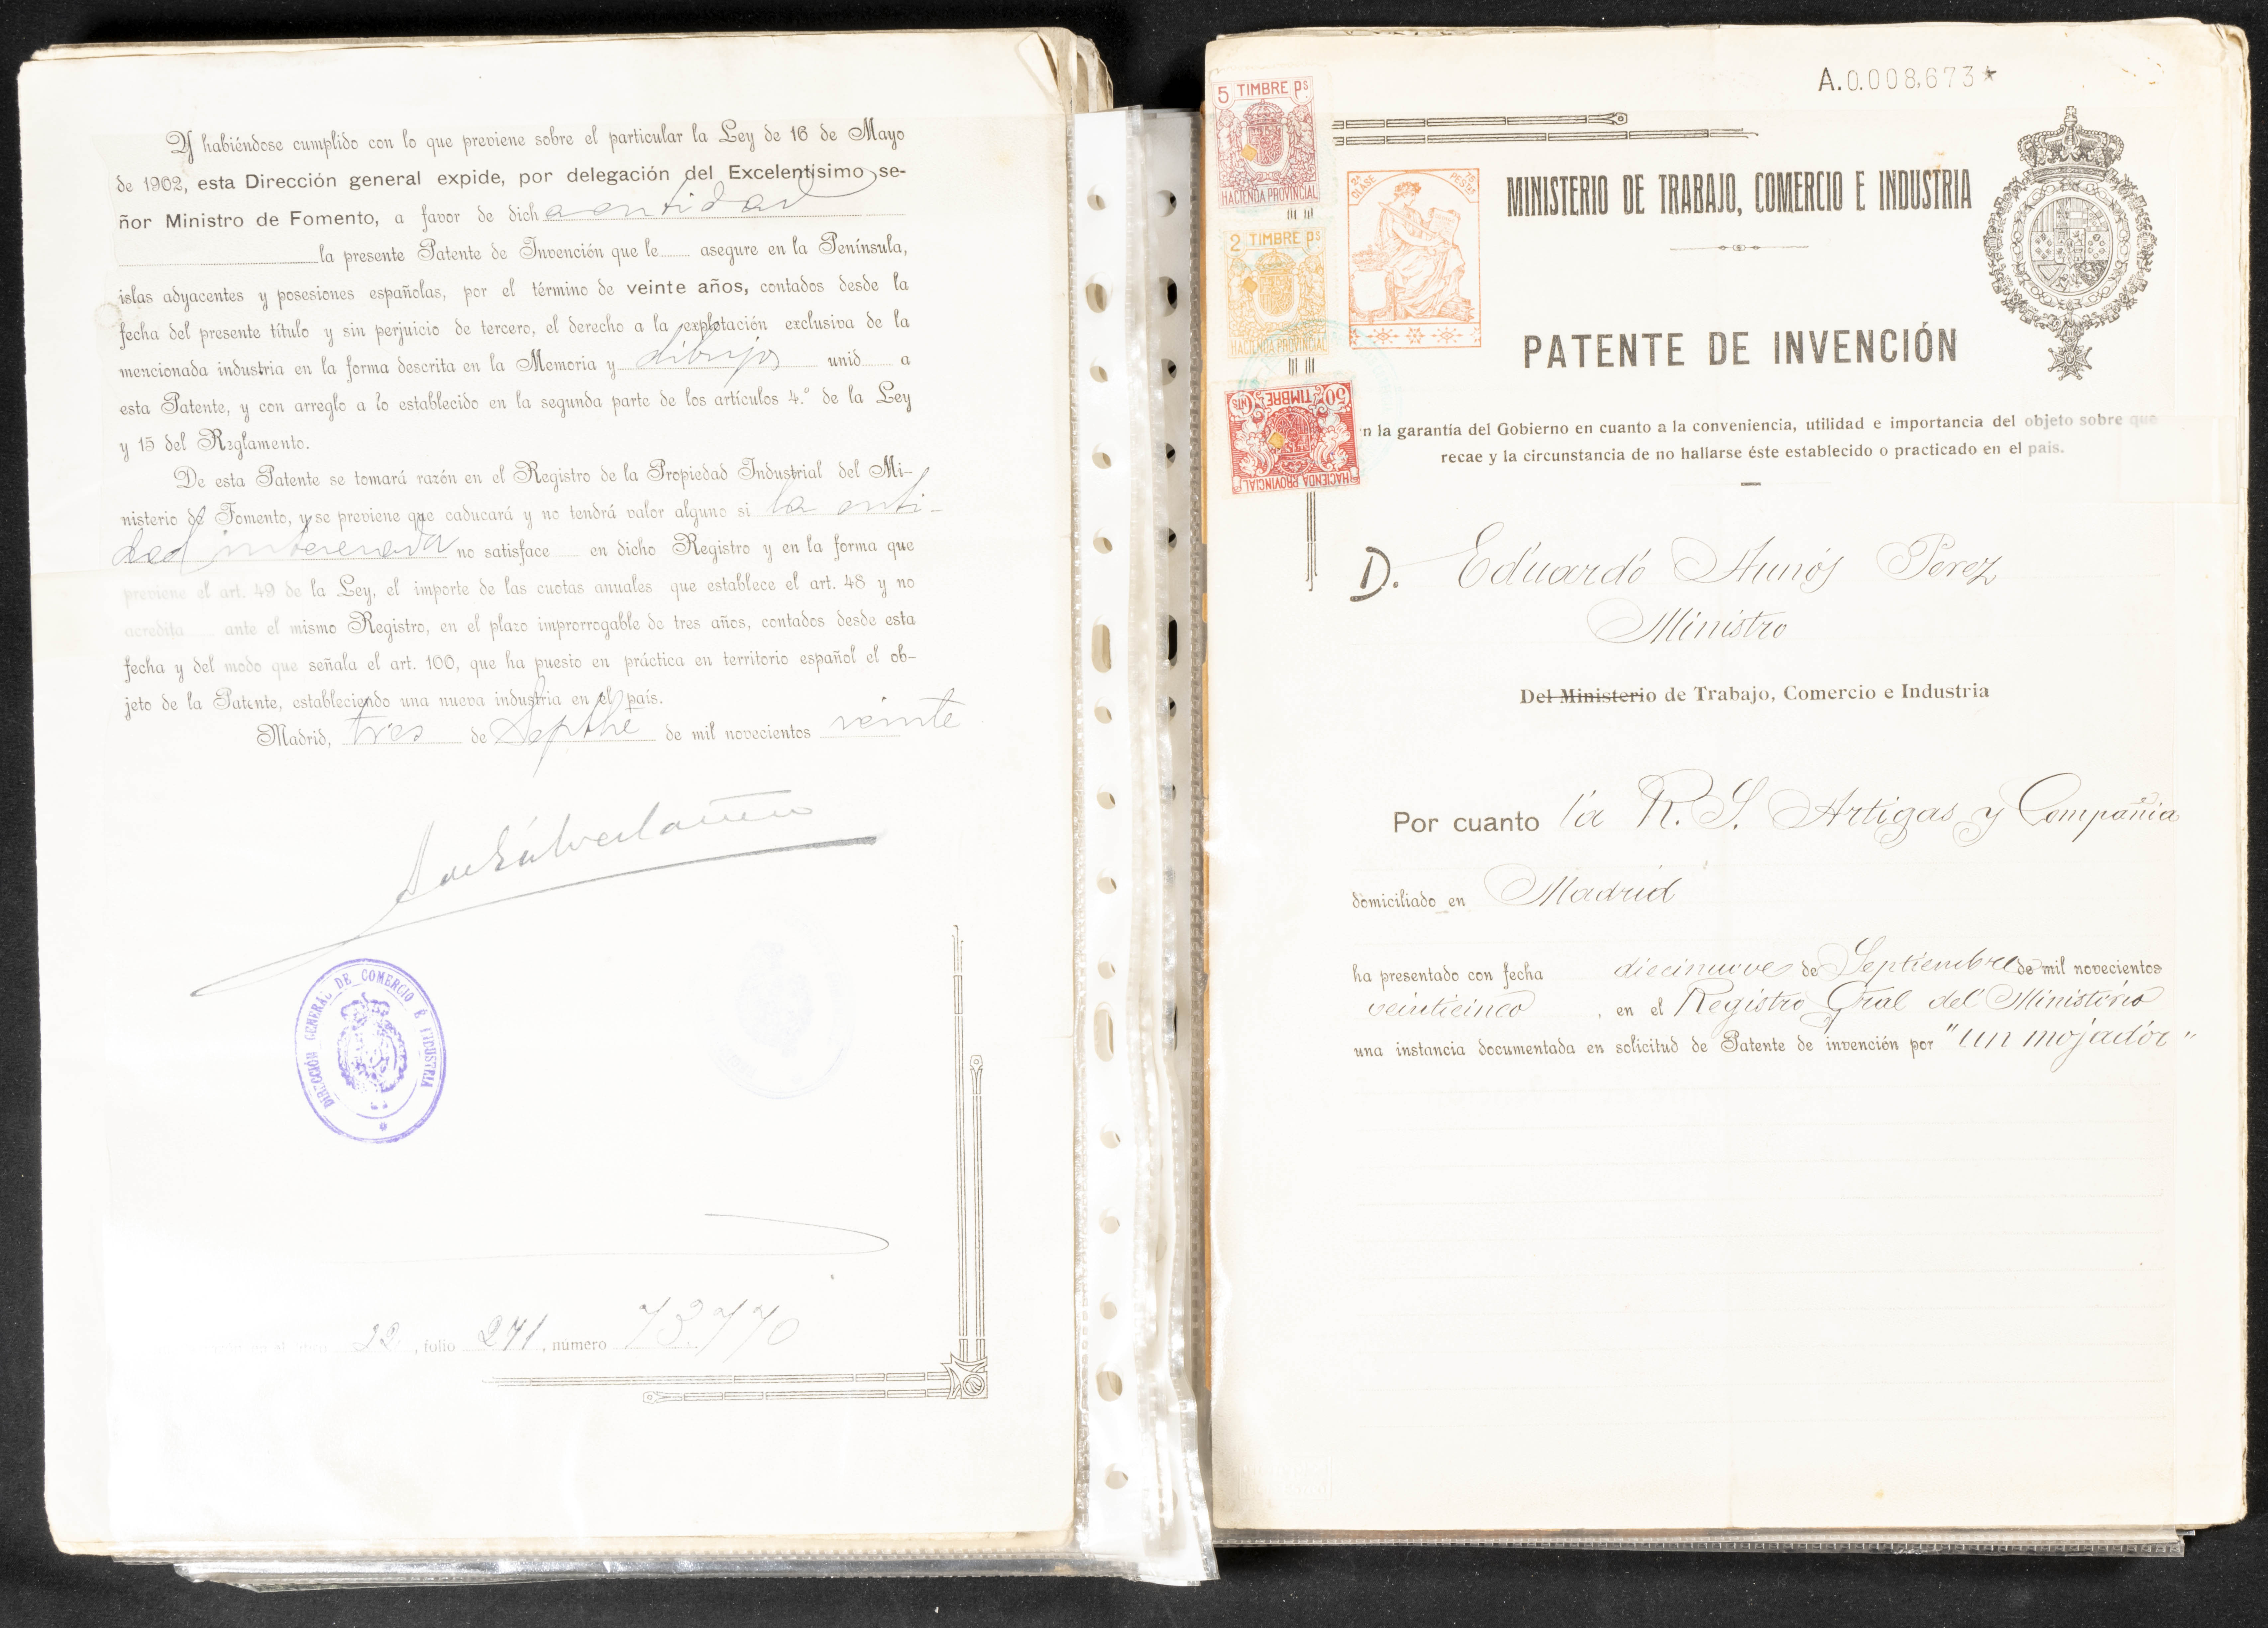 Y habiéndose cumplido con lo que previene sobre el particular la Ley de 16 de Mayo
de 1902, esta Dirección general expide, por delegación del Excelentísimo se-
ñor Ministro de Fomento, a favor de dich a entidad
la presente Patente de Invención que le asegure en la Península,
islas adyacentes y posesiones españolas, por el término de veinte años, contados desde la
fecha del presente título y sin perjuicio de tercero, el derecho a la explotación exclusiva de la
mencionada industria en la forma descrita en la Memoria y dibujos unid a
esta Patente, y con arreglo a lo establecido en la segunda parte de los artículos 4.º de la Ley
y 15 del Reglamento.
De esta Patente se tomará razón en el Registro de la Propiedad Industrial del Mi-
nisterio de Fomento, y se previene que caducará y no tendrá valor alguno si la enti-
dad interesada no satisface en dicho Registro y en la forma que
previene el art. 49 de la Ley, el importe de las cuotas anuales que establece el art. 48 y no
acredita ante el mismo Registro, en el plazo improrrogable de tres años, contados desde esta
fecha y del modo que señala el art. 100, que ha puesto en práctica en territorio español el ob-
jeto de la Patente, estableciendo una nueva industria en el país.
Madrid, tres de Septbre de mil novecientos veinte
DIRECCIÓN GENERAL DE COMERCIO É INDUSTRIA
22, folio 271, número 73.770
A.0.008,673*
5 TIMBRE Ps
HACIENDA PROVINCIAL
2 TIMBRE Ps
HACIENDA PROVINCIAL
50 TIMBRE CTS
HACIENDA PROVINCIAL
2ª CLASE 75 PESETAS
MINISTERIO DE TRABAJO, COMERCIO E INDUSTRIA
PATENTE DE INVENCIÓN
n la garantía del Gobierno en cuanto a la conveniencia, utilidad e importancia del objeto sobre que
recae y la circunstancia de no hallarse éste establecido o practicado en el país.
D. Eduardo Aunós Perez
Ministro
Del Ministerio de Trabajo, Comercio e Industria
Por cuanto la R. S. Artigas y Compañia
domiciliado en Madrid
ha presentado con fecha diecinueve de Septiembre de mil novecientos
veinticinco, en el Registro Gral del Ministerio
una instancia documentada en solicitud de Patente de invención por "un mojador"